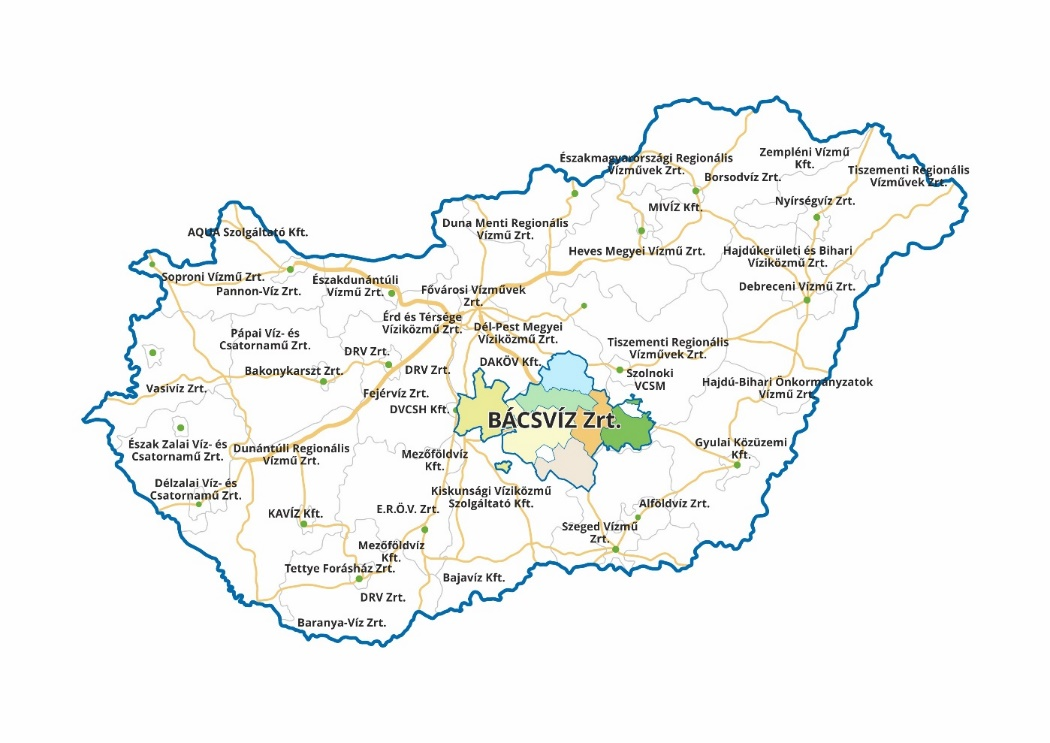 Északmagyarországi Regionális
Vízművek Zrt.
Zempléni Vízmű
Kft.
Borsodvíz Zrt.
Tiszementi Regionális
Vízművek Zrt.
MIVÍZ Kft.
Nyírségvíz Zrt.
AQUA Szolgáltató Kft.
Duna Menti Regionális
Vízmű Zrt.
Heves Megyei Vízmű Zrt.
Hajdúkerületi és Bihari
Víziközmű Zrt.
Soproni Vízmű Zrt.
Pannon-Víz Zrt.
Északdunántúli
Vízmű Zrt.
Fővárosi Vízművek
Zrt.
Debreceni Vízmű Zrt.
Érd és Térsége
Víziközmű Zrt.
Dél-Pest Megyei
Víziközmű Zrt.
Pápai Víz- és
Csatornamű Zrt.
DRV Zrt.
Tiszementi Regionális
Vízművek Zrt.
DAKÖV Kft.
Bakonykarszt Zrt.
DRV Zrt.
Szolnoki
VCSM
Vasivíz Zrt.
Fejérvíz Zrt.
Hajdú-Bihari Önkormányzatok
Vízmű Zrt.
DVCSH Kft.
BÁCSVÍZ Zrt.
Észak Zalai Víz- és
Csatornamű Zrt.
Dunántúli Regionális
Vízmű Zrt.
Mezőföldvíz
Kft.
Gyulai Közüzemi
Kft.
Délzalai Víz- és
Csatornamű Zrt.
Kiskunsági Víziközmű
Szolgáltató Kft.
KAVÍZ Kft.
E.R.Ö.V. Zrt.
Alföldvíz Zrt.
Szeged Vízmű
Zrt.
Mezőföldvíz
Kft.
Tettye Forásház Zrt.
Bajavíz Kft.
DRV Zrt.
Baranya-Víz Zrt.